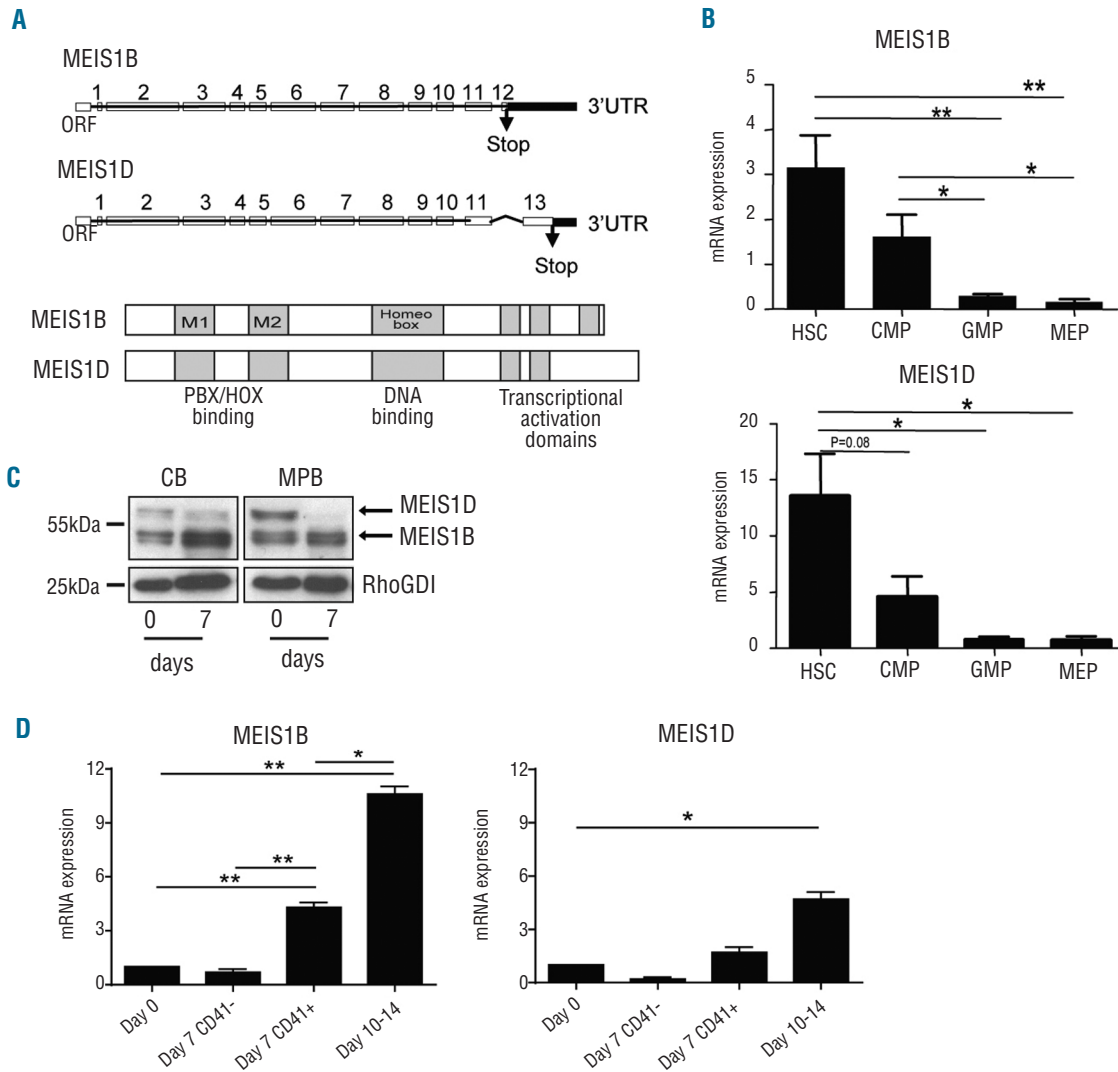 A
MEIS1B
1 2 3 4 5 6 7 8 9 10 11 12
3'UTR
ORF
Stop
MEIS1D
1 2 3 4 5 6 7 8 9 10 11 13
3'UTR
ORF
Stop
MEIS1B
M1 M2 Homeo box
MEIS1D
PBX/HOX binding
DNA binding
Transcriptional activation domains
B
MEIS1B
mRNA expression
5
4
3
2
1
0
**
**
*
*
HSC CMP GMP MEP
MEIS1D
mRNA expression
20
15
10
5
0
*
*
P=0.08
HSC CMP GMP MEP
C
CB MPB
55kDa
MEIS1D
MEIS1B
25kDa
RhoGDI
0 7 0 7
days days
D
MEIS1B
mRNA expression
12
9
6
3
0
*
**
**
**
Day 0 Day 7 CD41- Day 7 CD41+ Day 10-14
MEIS1D
mRNA expression
12
9
6
3
0
*
Day 0 Day 7 CD41- Day 7 CD41+ Day 10-14